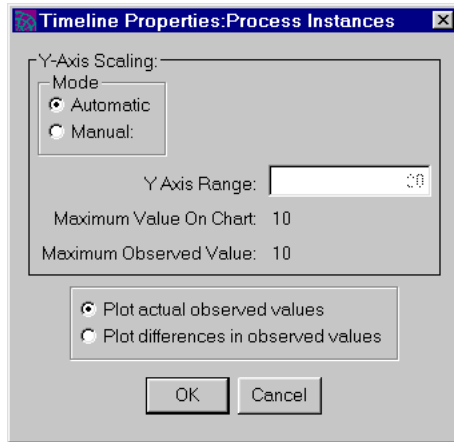 Timeline Properties:Process Instances
Y-Axis Scaling:
Mode
Automatic
Manual:
Y Axis Range:
Maximum Value On Chart: 10
Maximum Observed Value: 10
Plot actual observed values
Plot differences in observed values
OK Cancel